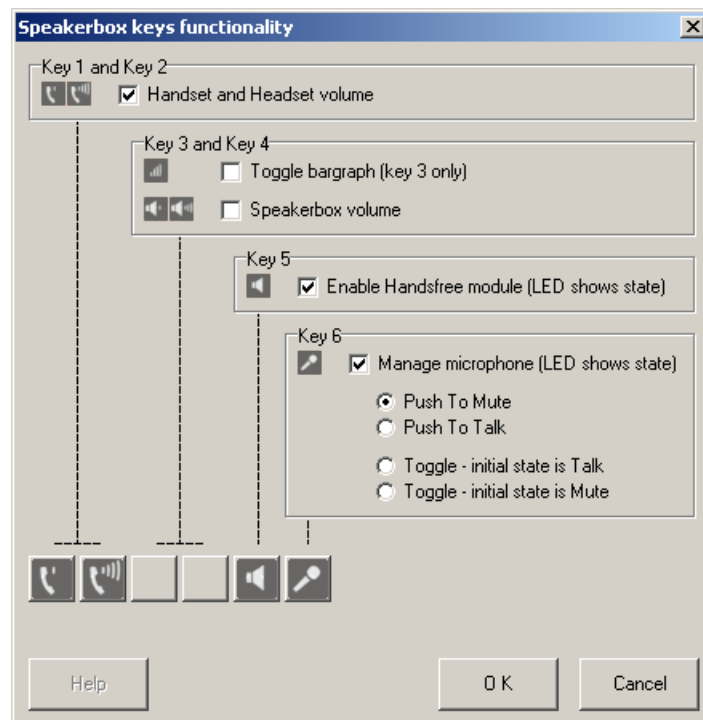 Speakerbox keys functionality
Key 1 and Key 2
Handset and Headset volume
Key 3 and Key 4
Toggle bargraph (key 3 only)
Speakerbox volume
Key 5
Enable Handsfree module (LED shows state)
Key 6
Manage microphone (LED shows state)
Push To Mute
Push To Talk
Toggle - initial state is Talk
Toggle - initial state is Mute
Help OK Cancel